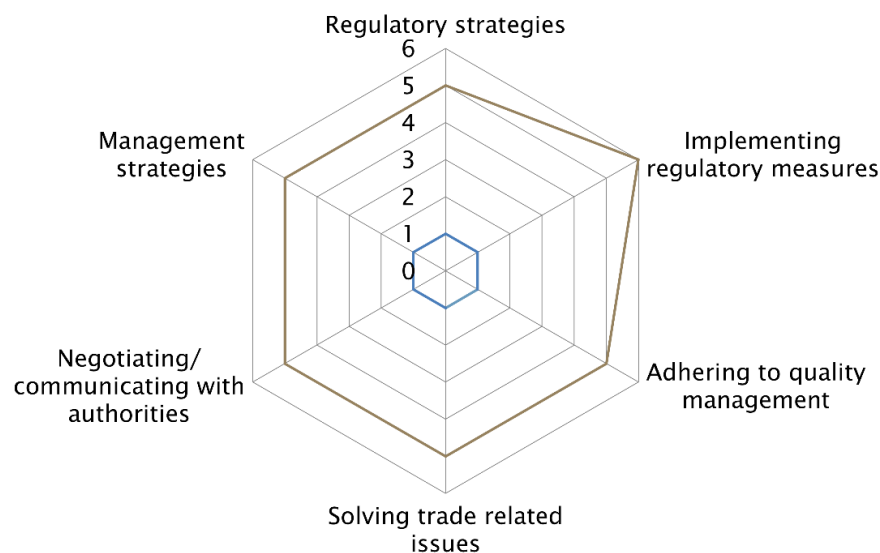 Regulatory strategies
6
5
4
3
2
1
0
Implementing
regulatory measures
Adhering to quality
management
Solving trade related
issues
Negotiating/
communicating with
authorities
Management
strategies